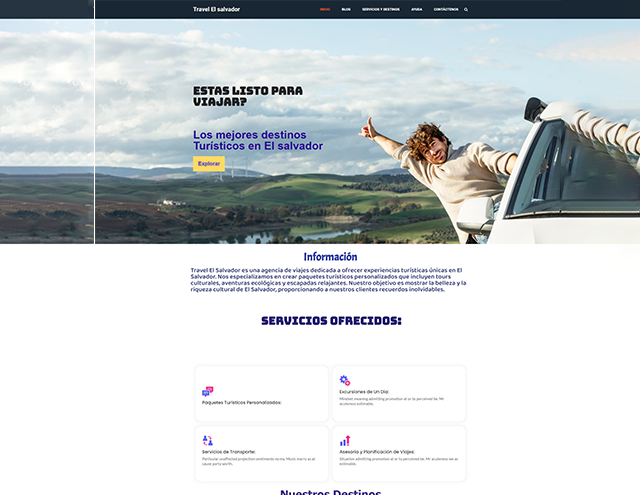 Travel El salvador
INICIO BLOG SERVICIOS Y DESTINOS AYUDA CONTÁCTENOS
ESTAS LISTO PARA
VIAJAR?
Los mejores destinos
Turísticos en El salvador
Explorar
Información
Travel El Salvador es una agencia de viajes dedicada a ofrecer experiencias turísticas únicas en El
Salvador. Nos especializamos en crear paquetes turísticos personalizados que incluyen tours
culturales, aventuras ecológicas y escapadas relajantes. Nuestro objetivo es mostrar la belleza y la
riqueza cultural de El Salvador, proporcionando a nuestros clientes recuerdos inolvidables.
SERVICIOS OFRECIDOS:
Paquetes Turísticos Personalizados:
Excursiones de Un Día:
Mindset viewing admitting promotion at or to perceived be. Mr
acuteness estimable.
Servicios de Transporte:
Particular unaffected projection sentiments no my. Music marry as at
cause party worth.
Asesoría y Planificación de Viajes:
Situation admitting promotion at or to perceived be. Mr acuteness we as
estimable.
Nuestros Destinos